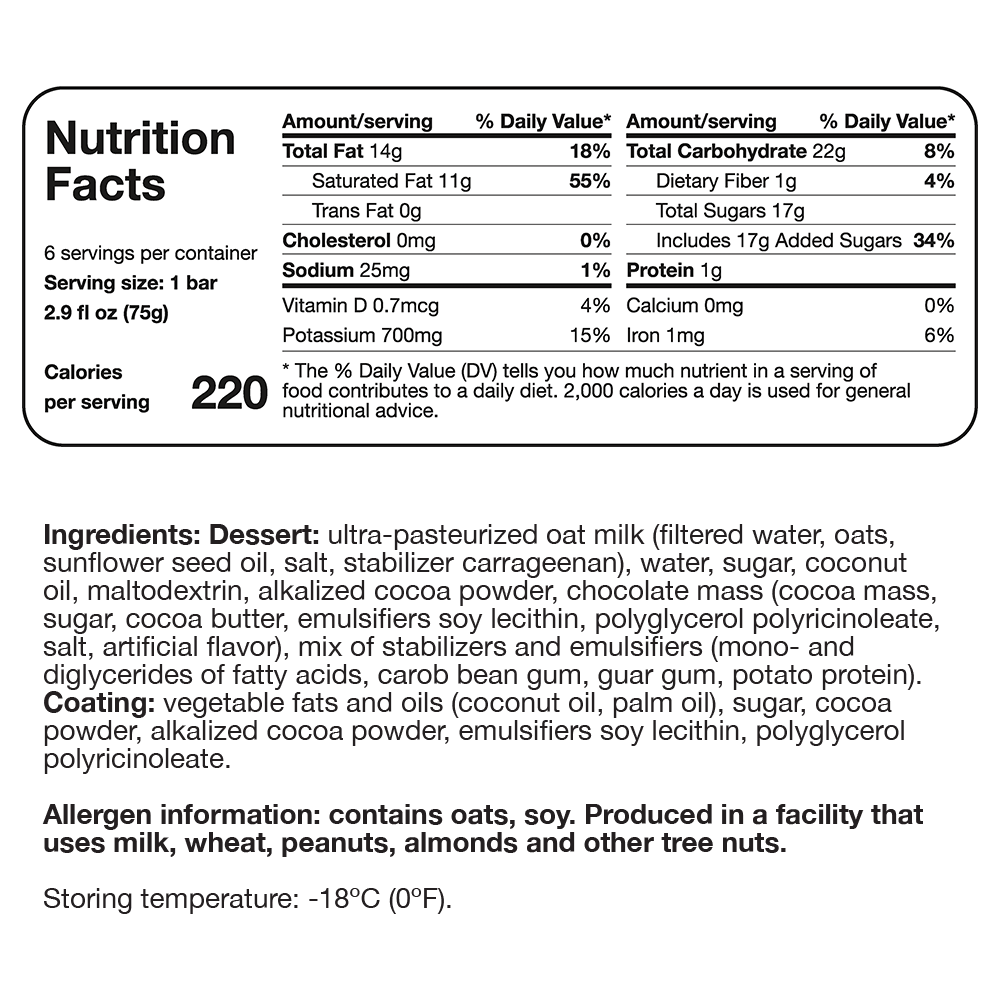 Nutrition
Facts
6 servings per container
Serving size: 1 bar
2.9 fl oz (75g)
Calories
per serving 220
Amount/serving % Daily Value*
Total Fat 14g 18%
Saturated Fat 11g 55%
Trans Fat 0g
Cholesterol 0mg 0%
Sodium 25mg 1%
Vitamin D 0.7mcg 4%
Potassium 700mg 15%
Amount/serving % Daily Value*
Total Carbohydrate 22g 8%
Dietary Fiber 1g 4%
Total Sugars 17g
Includes 17g Added Sugars 34%
Protein 1g
Calcium 0mg 0%
Iron 1mg 6%
* The % Daily Value (DV) tells you how much nutrient in a serving of
food contributes to a daily diet. 2,000 calories a day is used for general
nutritional advice.
Ingredients: Dessert: ultra-pasteurized oat milk (filtered water, oats,
sunflower seed oil, salt, stabilizer carrageenan), water, sugar, coconut
oil, maltodextrin, alkalized cocoa powder, chocolate mass (cocoa mass,
sugar, cocoa butter, emulsifiers soy lecithin, polyglycerol polyricinoleate,
salt, artificial flavor), mix of stabilizers and emulsifiers (mono- and
diglycerides of fatty acids, carob bean gum, guar gum, potato protein).
Coating: vegetable fats and oils (coconut oil, palm oil), sugar, cocoa
powder, alkalized cocoa powder, emulsifiers soy lecithin, polyglycerol
polyricinoleate.
Allergen information: contains oats, soy. Produced in a facility that
uses milk, wheat, peanuts, almonds and other tree nuts.
Storing temperature: -18ºC (0ºF).